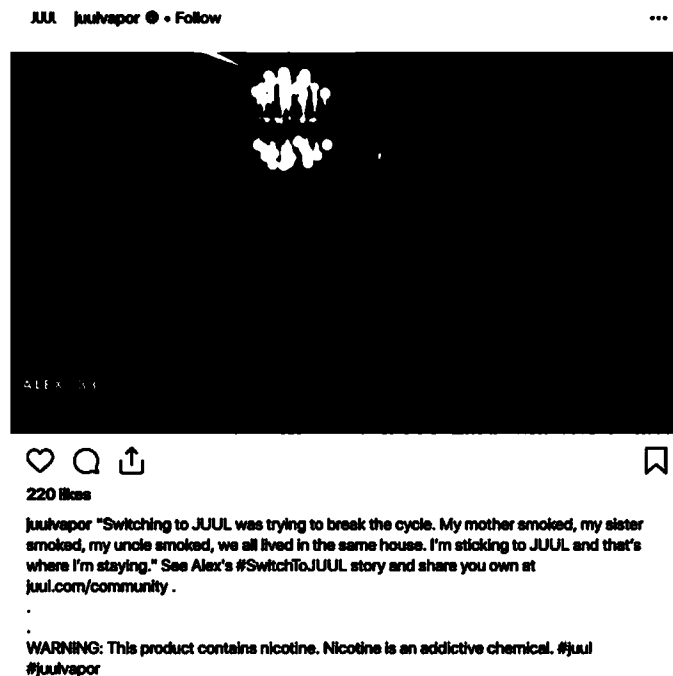 JUUL juulvapor • Follow
ALEX 33
220 likes
juulvapor "Switching to JUUL was trying to break the cycle. My mother smoked, my sister
smoked, my uncle smoked, we all lived in the same house. I'm sticking to JUUL and that's
where I'm staying." See Alex's #SwitchToJUUL story and share you own at
juul.com/community .
.
.
WARNING: This product contains nicotine. Nicotine is an addictive chemical. #juul
#juulvapor